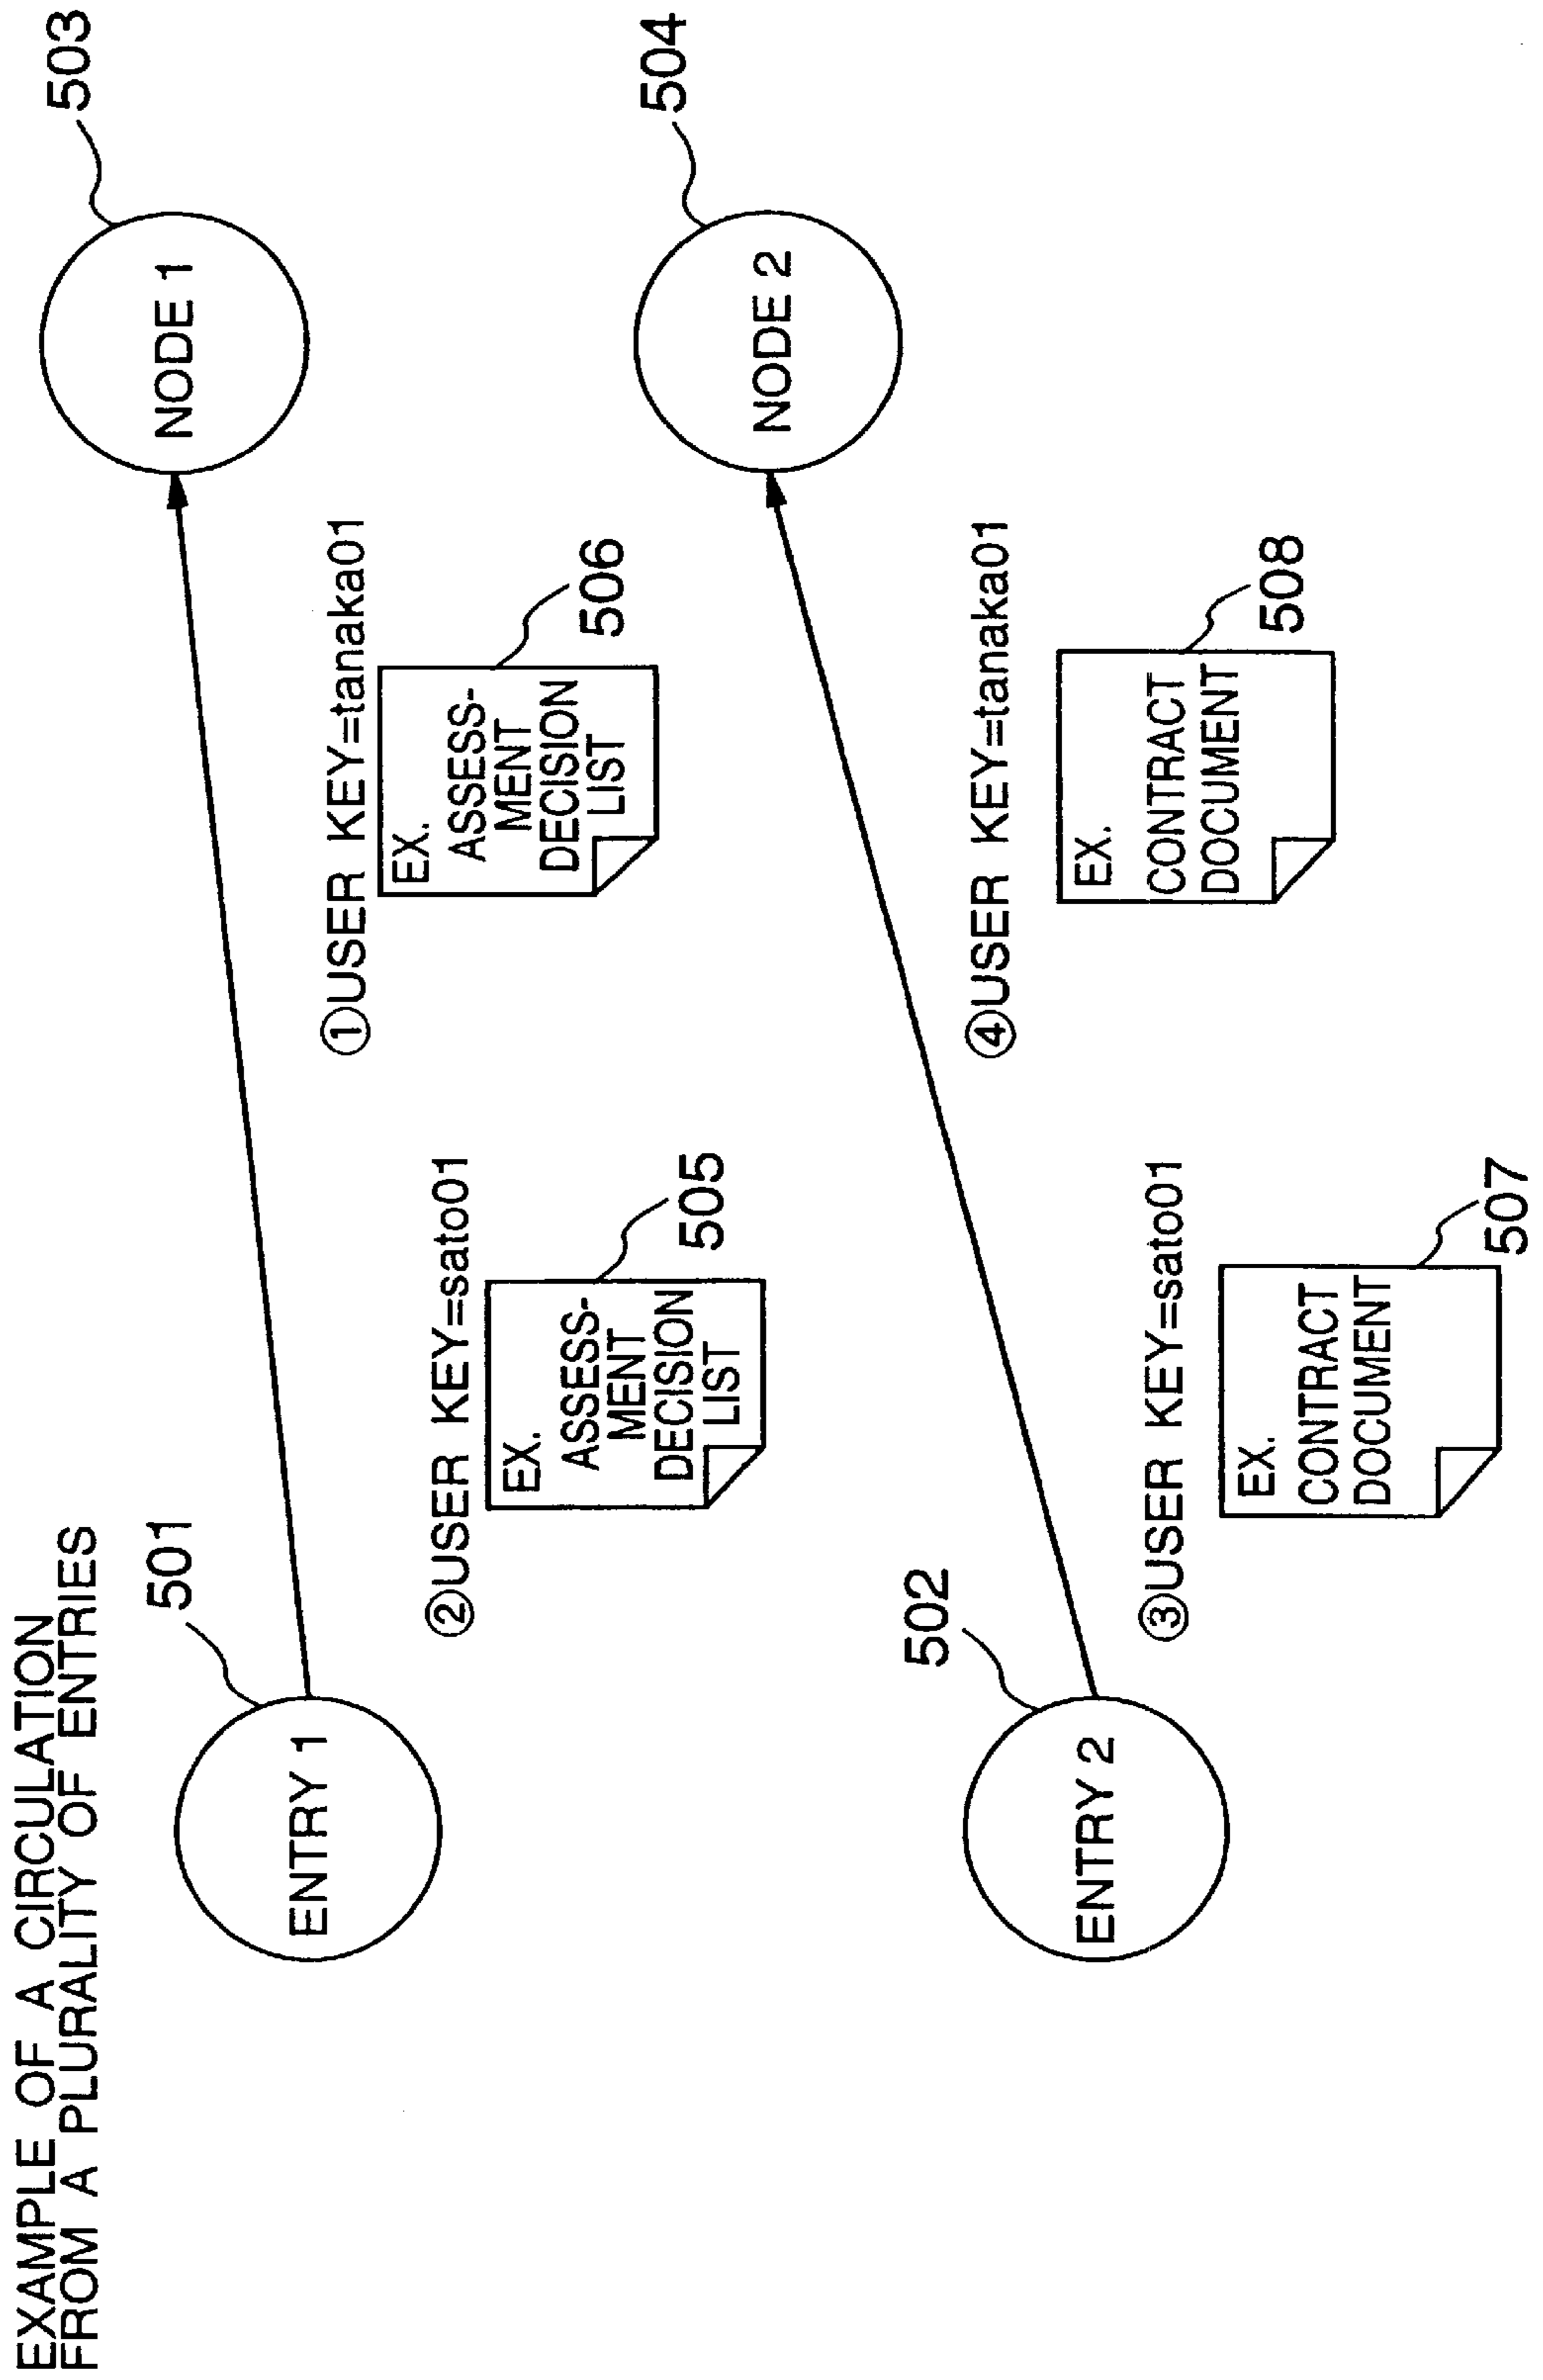 EXAMPLE OF A CIRCULATION
FROM A PLURALITY OF ENTRIES
501
ENTRY 1
503
NODE 1
①USER KEY=tanaka01
EX.
ASSESS-
MENT
DECISION
LIST
506
②USER KEY=sato01
EX.
ASSESS-
MENT
DECISION
LIST
505
502
ENTRY 2
504
NODE 2
④USER KEY=tanaka01
EX.
CONTRACT
DOCUMENT
508
③USER KEY=sato01
EX.
CONTRACT
DOCUMENT
507